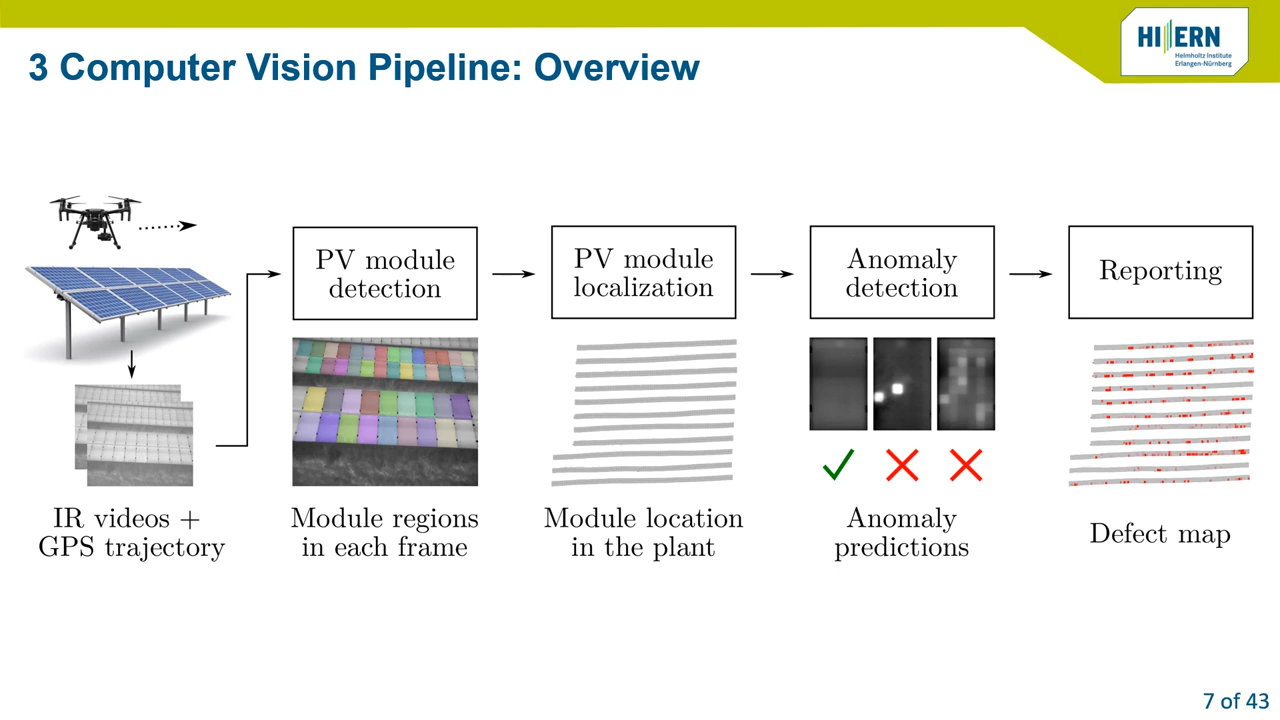 3 Computer Vision Pipeline: Overview
HI ERN
Helmholtz Institute
Erlangen-Nürnberg
PV module
detection
PV module
localization
Anomaly
detection
Reporting
IR videos +
GPS trajectory
Module regions
in each frame
Module location
in the plant
Anomaly
predictions
Defect map
7 of 43